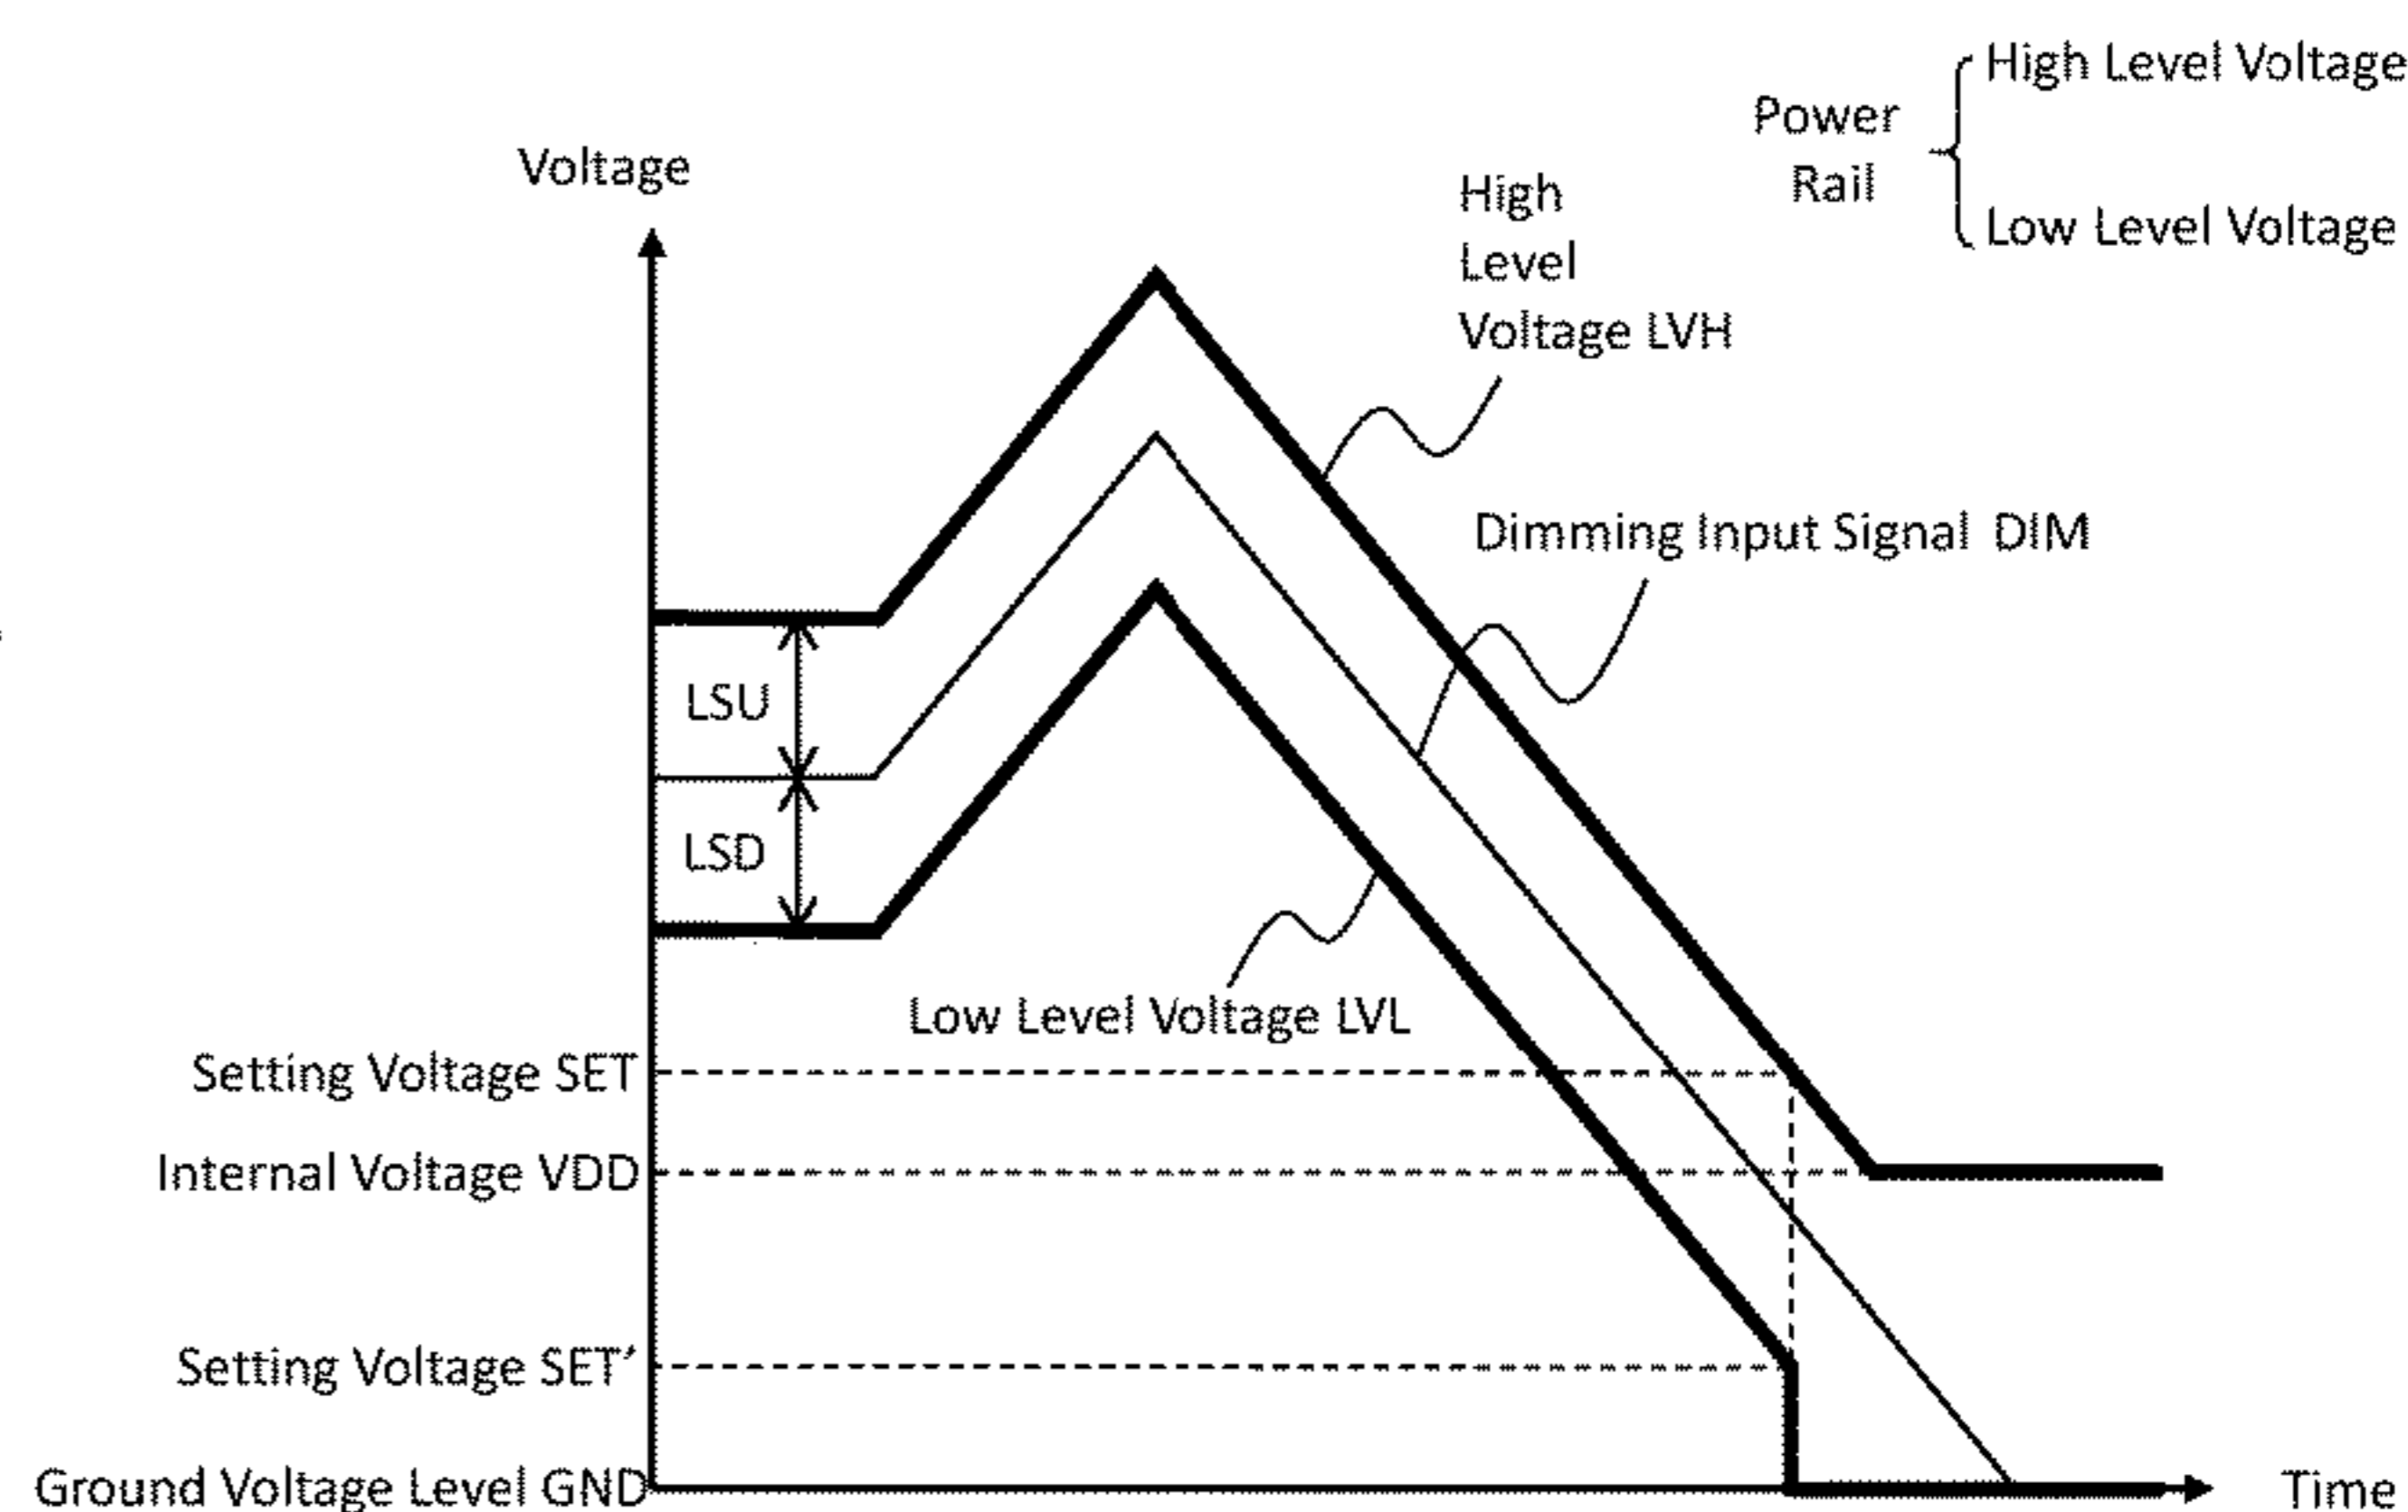 High Level Voltage
Power
Rail
Low Level Voltage
Voltage
High
Level
Voltage LVH
Dimming Input Signal DIM
LSU
LSD
Low Level Voltage LVL
Setting Voltage SET
Internal Voltage VDD
Setting Voltage SET'
Ground Voltage Level GND
Time